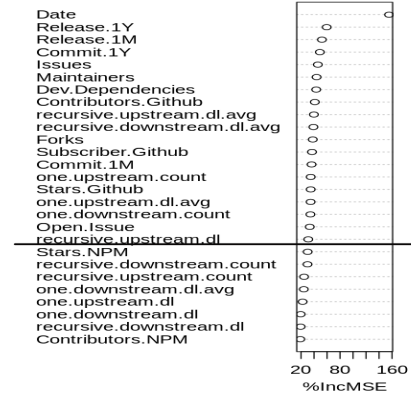 Date
Release.1Y
Release.1M
Commit.1Y
Issues
Maintainers
Dev.Dependencies
Contributors.Github
recursive.upstream.dl.avg
recursive.downstream.dl.avg
Forks
Subscriber.Github
Commit.1M
one.upstream.count
Stars.Github
one.upstream.dl.avg
one.downstream.count
Open.Issue
recursive.upstream.dl
Stars.NPM
recursive.downstream.count
recursive.upstream.count
one.downstream.dl.avg
one.upstream.dl
one.downstream.dl
recursive.downstream.dl
Contributors.NPM
20 80 160
%IncMSE